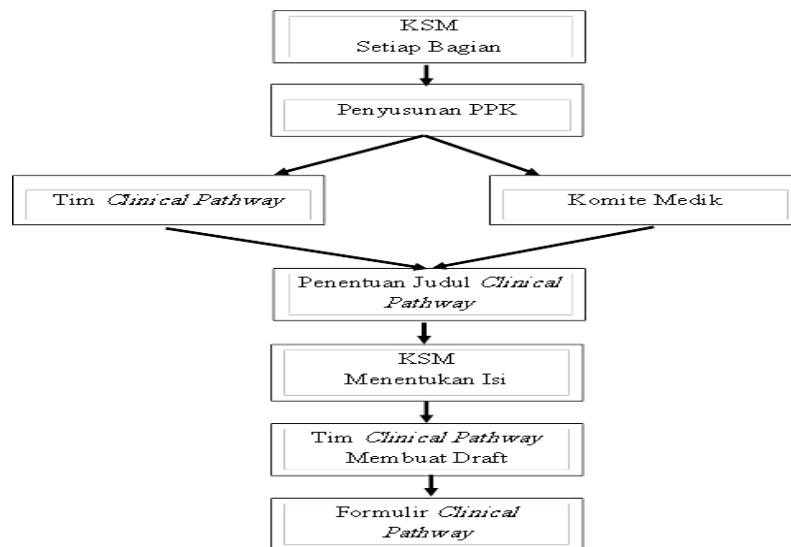 KSM
Setiap Bagian
Penyusunan PPK
Tim Clinical Pathway
Komite Medik
Penentuan Judul Clinical
Pathway
KSM
Menentukan Isi
Tim Clinical Pathway
Membuat Draft
Formulir Clinical
Pathway